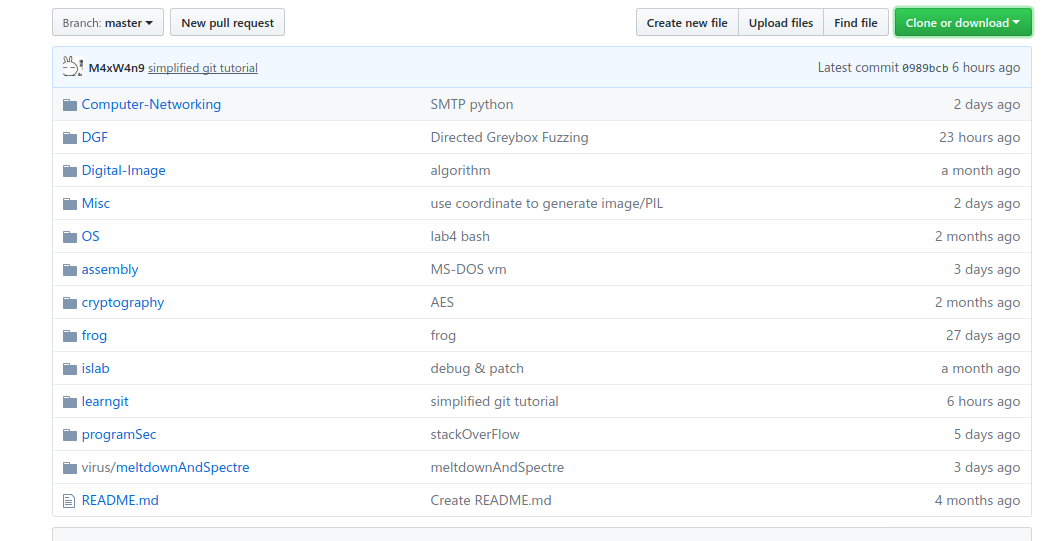 Branch: master New pull request Create new file Upload files Find file Clone or download
M4xW4n9 simplified git tutorial Latest commit 0989bcb 6 hours ago
Computer-Networking SMTP python 2 days ago
DGF Directed Greybox Fuzzing 23 hours ago
Digital-Image algorithm a month ago
Misc use coordinate to generate image/PIL 2 days ago
OS lab4 bash 2 months ago
assembly MS-DOS vm 3 days ago
cryptography AES 2 months ago
frog frog 27 days ago
islab debug & patch a month ago
learngit simplified git tutorial 6 hours ago
programSec stackOverFlow 5 days ago
virus/meltdownAndSpectre meltdownAndSpectre 3 days ago
README.md Create README.md 4 months ago